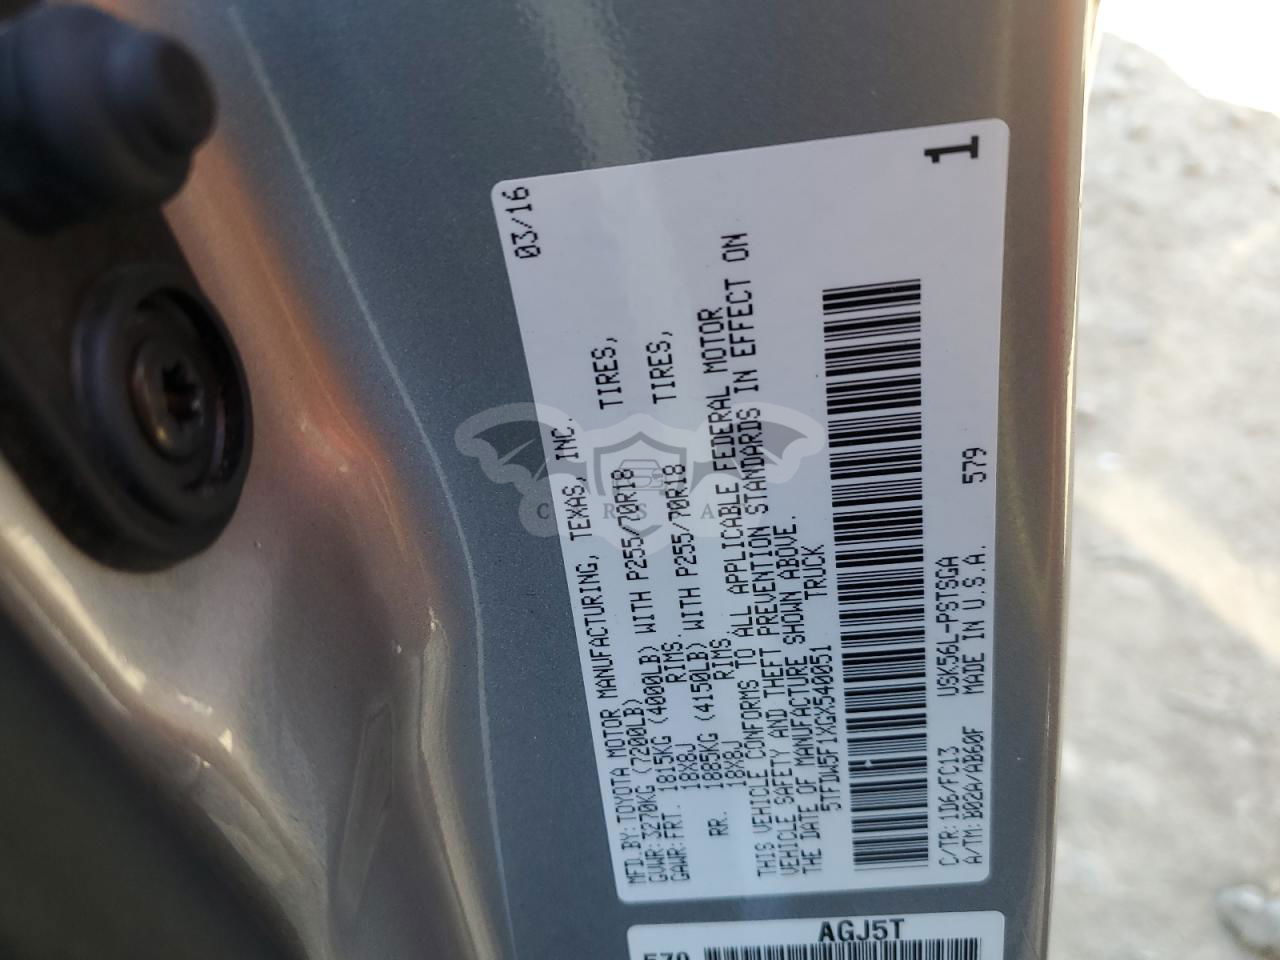 MFD.BY: TOYOTA MOTOR MANUFACTURING, TEXAS, INC. 03/16
GVWR: 3270KG (7200LB)
GAWR: FRT. 1815KG (4000LB) WITH P255/70R18 TIRES,
18X8J RIMS.
RR. 1885KG (4150LB) WITH P255/70R18 TIRES,
18X8J RIMS.
THIS VEHICLE CONFORMS TO ALL APPLICABLE FEDERAL MOTOR
VEHICLE SAFETY AND THEFT PREVENTION STANDARDS IN EFFECT ON
THE DATE OF MANUFACTURE SHOWN ABOVE.
5TFDW5F1XGX540051 TRUCK
C/TR: 1D6/FC13 USK56L-PSTSGA 579
A/TM: B02A/AB60F MADE IN U.S.A.
1
AGJ5T
579